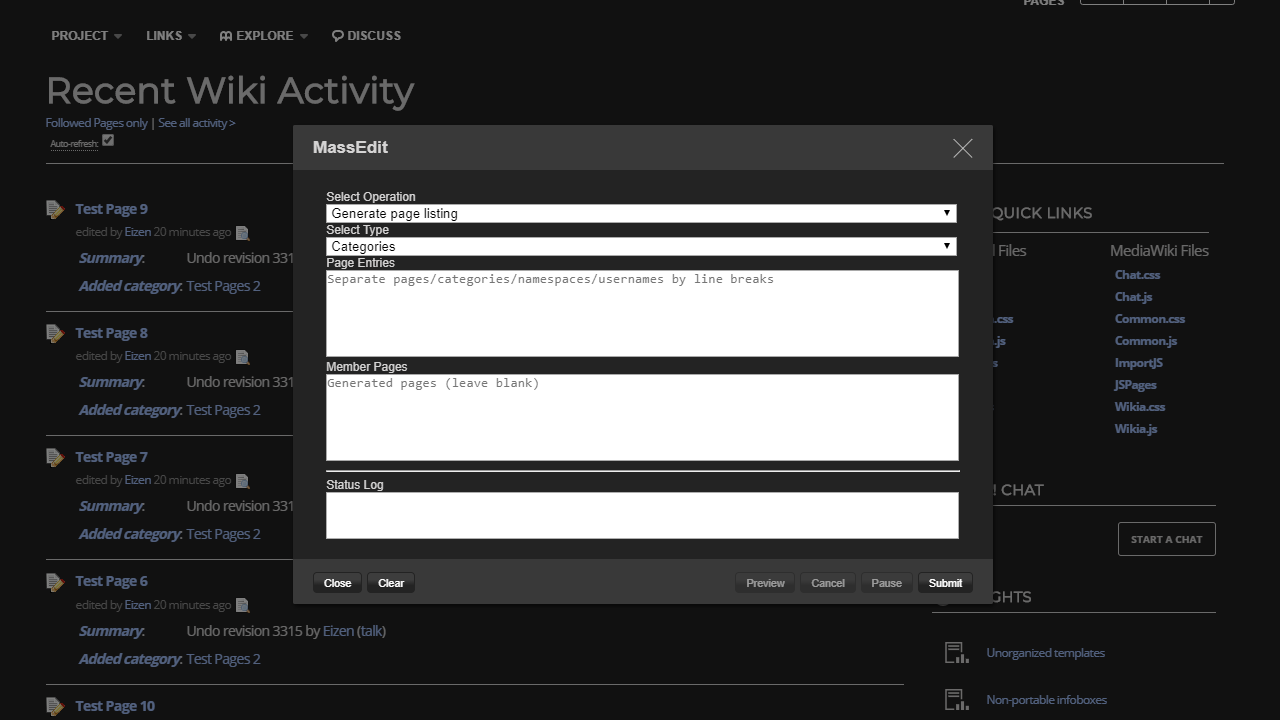 PAGES
PROJECT LINKS EXPLORE DISCUSS
Recent Wiki Activity
Followed Pages only | See all activity >
Auto-refresh:
Test Page 9
edited by Eizen 20 minutes ago
Summary: Undo revision 331
Added category: Test Pages 2
Test Page 8
edited by Eizen 20 minutes ago
Summary: Undo revision 331
Added category: Test Pages 2
Test Page 7
edited by Eizen 20 minutes ago
Summary: Undo revision 331
Added category: Test Pages 2
Test Page 6
edited by Eizen 20 minutes ago
Summary: Undo revision 3315 by Eizen (talk)
Added category: Test Pages 2
Test Page 10
MassEdit
Select Operation
Generate page listing
Select Type
Categories
Page Entries
Separate pages/categories/namespaces/usernames by line breaks
Member Pages
Generated pages (leave blank)
Status Log
Close Clear Preview Cancel Pause Submit
QUICK LINKS
Files MediaWiki Files
Chat.css
Chat.js
.css Common.css
.js Common.js
ImportJS
JSPages
Wikia.css
Wikia.js
! CHAT
START A CHAT
GHTS
Unorganized templates
Non-portable infoboxes